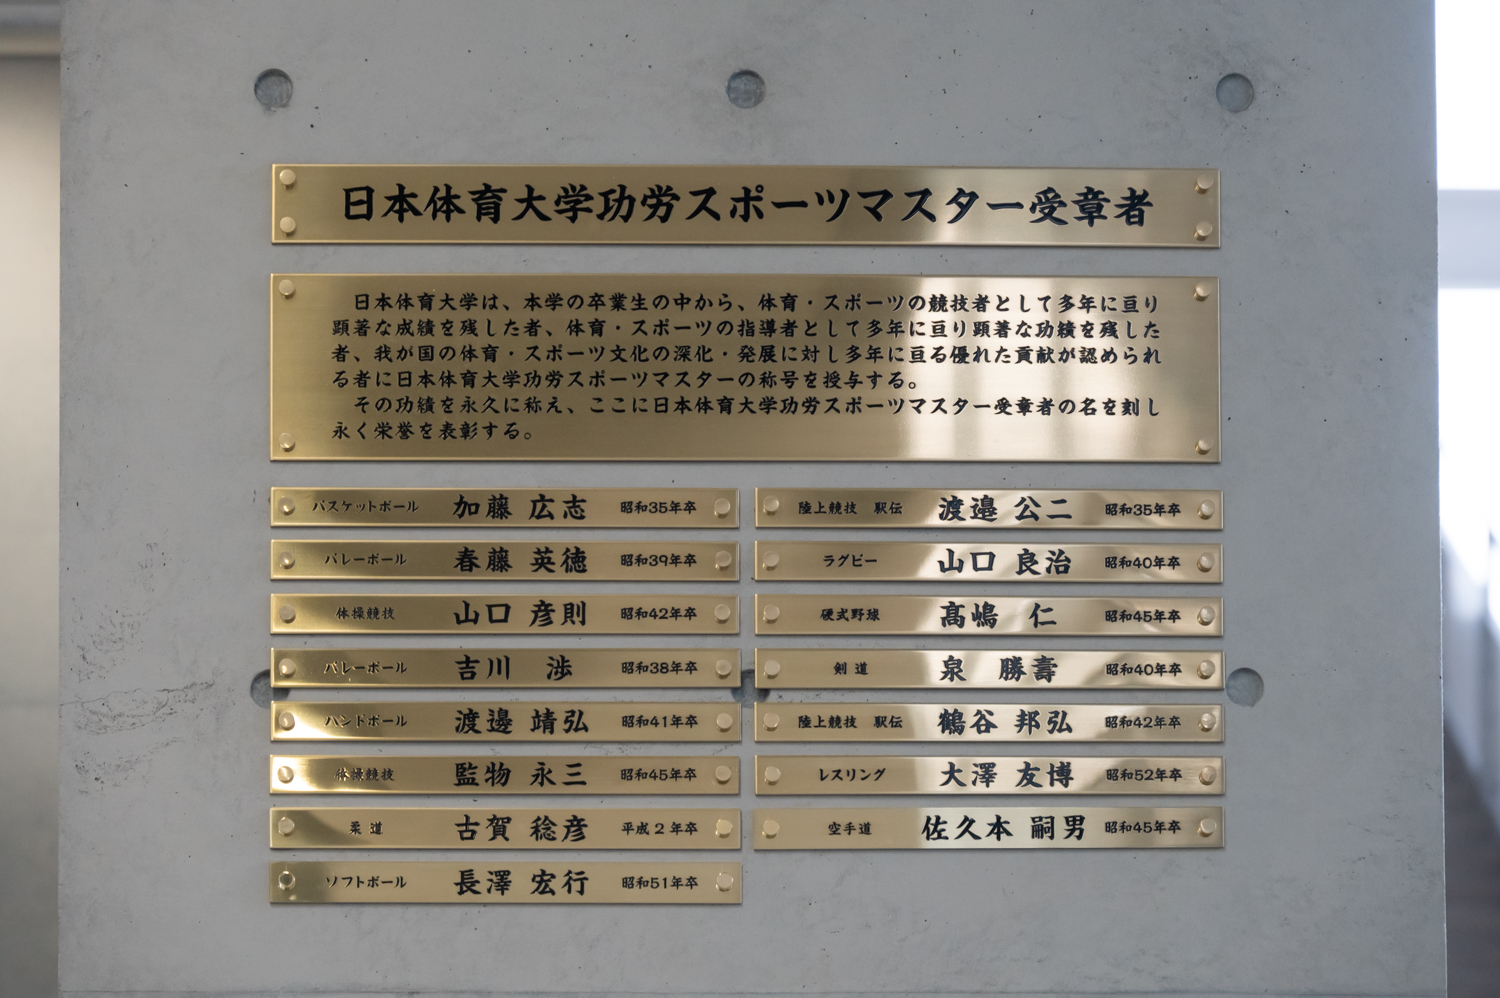 日本体育大学功労スポーツマスター受章者
日本体育大学は、本学の卒業生の中から、体育・スポーツの競技者として多年に亘り
顕著な成績を残した者、体育・スポーツの指導者として多年に亘り顕著な功績を残した
者、我が国の体育・スポーツ文化の深化・発展に対し多年に亘る優れた貢献が認められ
る者に日本体育大学功労スポーツマスターの称号を授与する。
その功績を永久に称え、ここに日本体育大学功労スポーツマスター受章者の名を刻し
永く栄誉を表彰する。
バスケットボール 加藤 広志 昭和35年卒
陸上競技 駅伝 渡邉 公二 昭和35年卒
バレーボール 春藤 英徳 昭和39年卒
ラグビー 山口 良治 昭和40年卒
体操競技 山口 彦則 昭和42年卒
硬式野球 髙嶋 仁 昭和45年卒
バレーボール 吉川 渉 昭和38年卒
剣道 泉 勝壽 昭和40年卒
ハンドボール 渡邊 靖弘 昭和41年卒
陸上競技 駅伝 鶴谷 邦弘 昭和42年卒
体操競技 監物 永三 昭和45年卒
レスリング 大澤 友博 昭和52年卒
柔道 古賀 稔彦 平成2年卒
空手道 佐久本 嗣男 昭和45年卒
ソフトボール 長澤 宏行 昭和51年卒